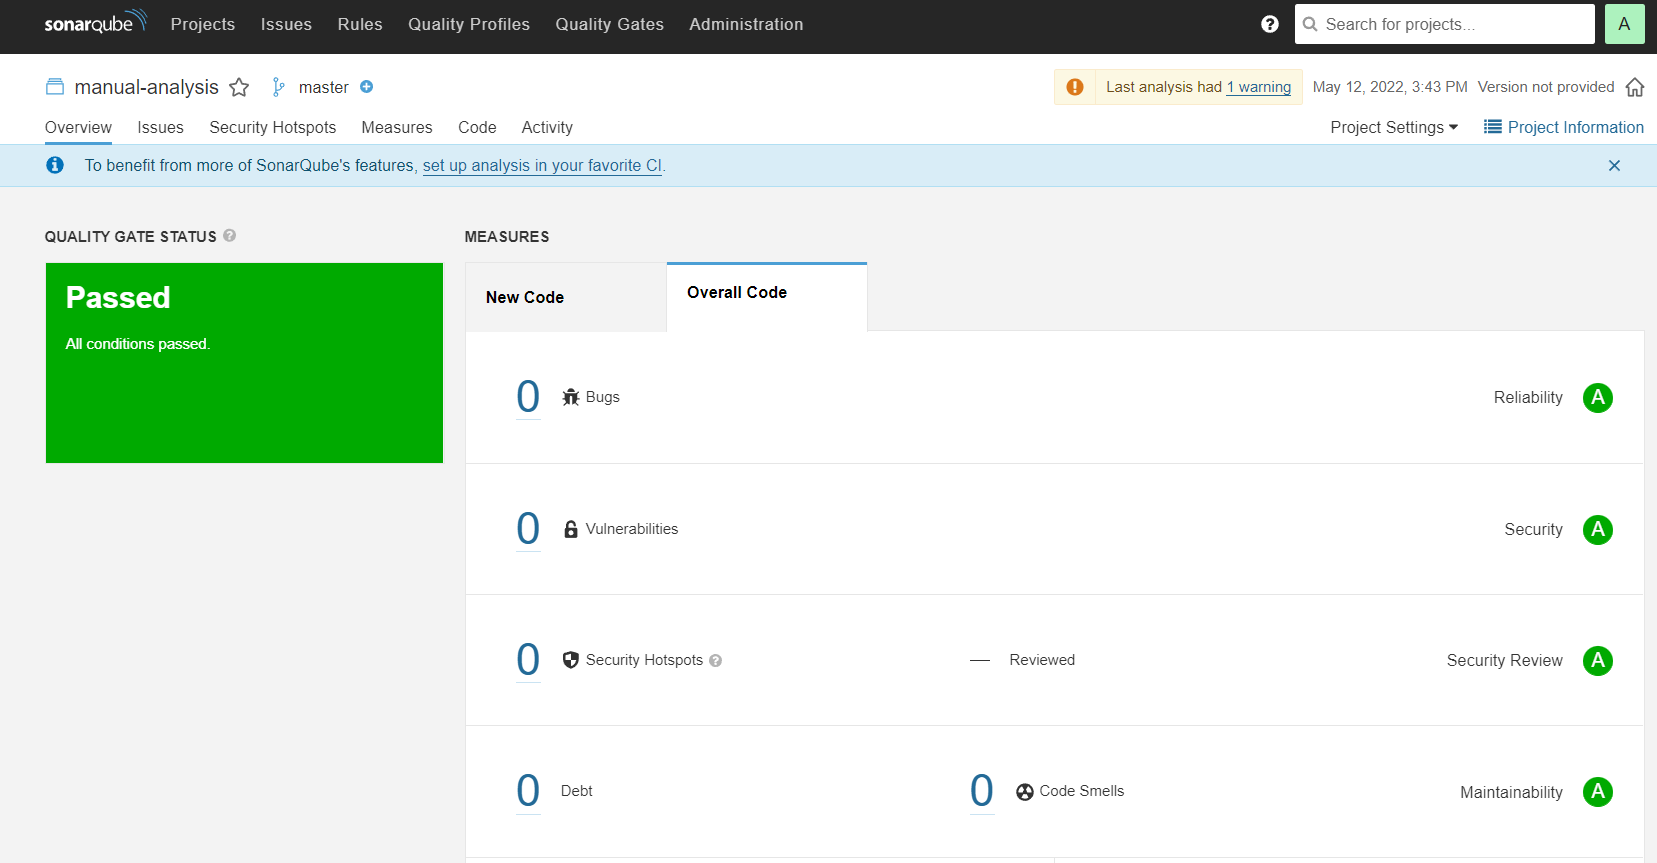 sonarqube Projects Issues Rules Quality Profiles Quality Gates Administration ? Search for projects... A
manual-analysis master Last analysis had 1 warning May 12, 2022, 3:43 PM Version not provided
Overview Issues Security Hotspots Measures Code Activity Project Settings Project Information
To benefit from more of SonarQube's features, set up analysis in your favorite CI.
QUALITY GATE STATUS ? MEASURES
Passed
All conditions passed.
New Code Overall Code
0 Bugs Reliability A
0 Vulnerabilities Security A
0 Security Hotspots ? — Reviewed Security Review A
0 Debt 0 Code Smells Maintainability A